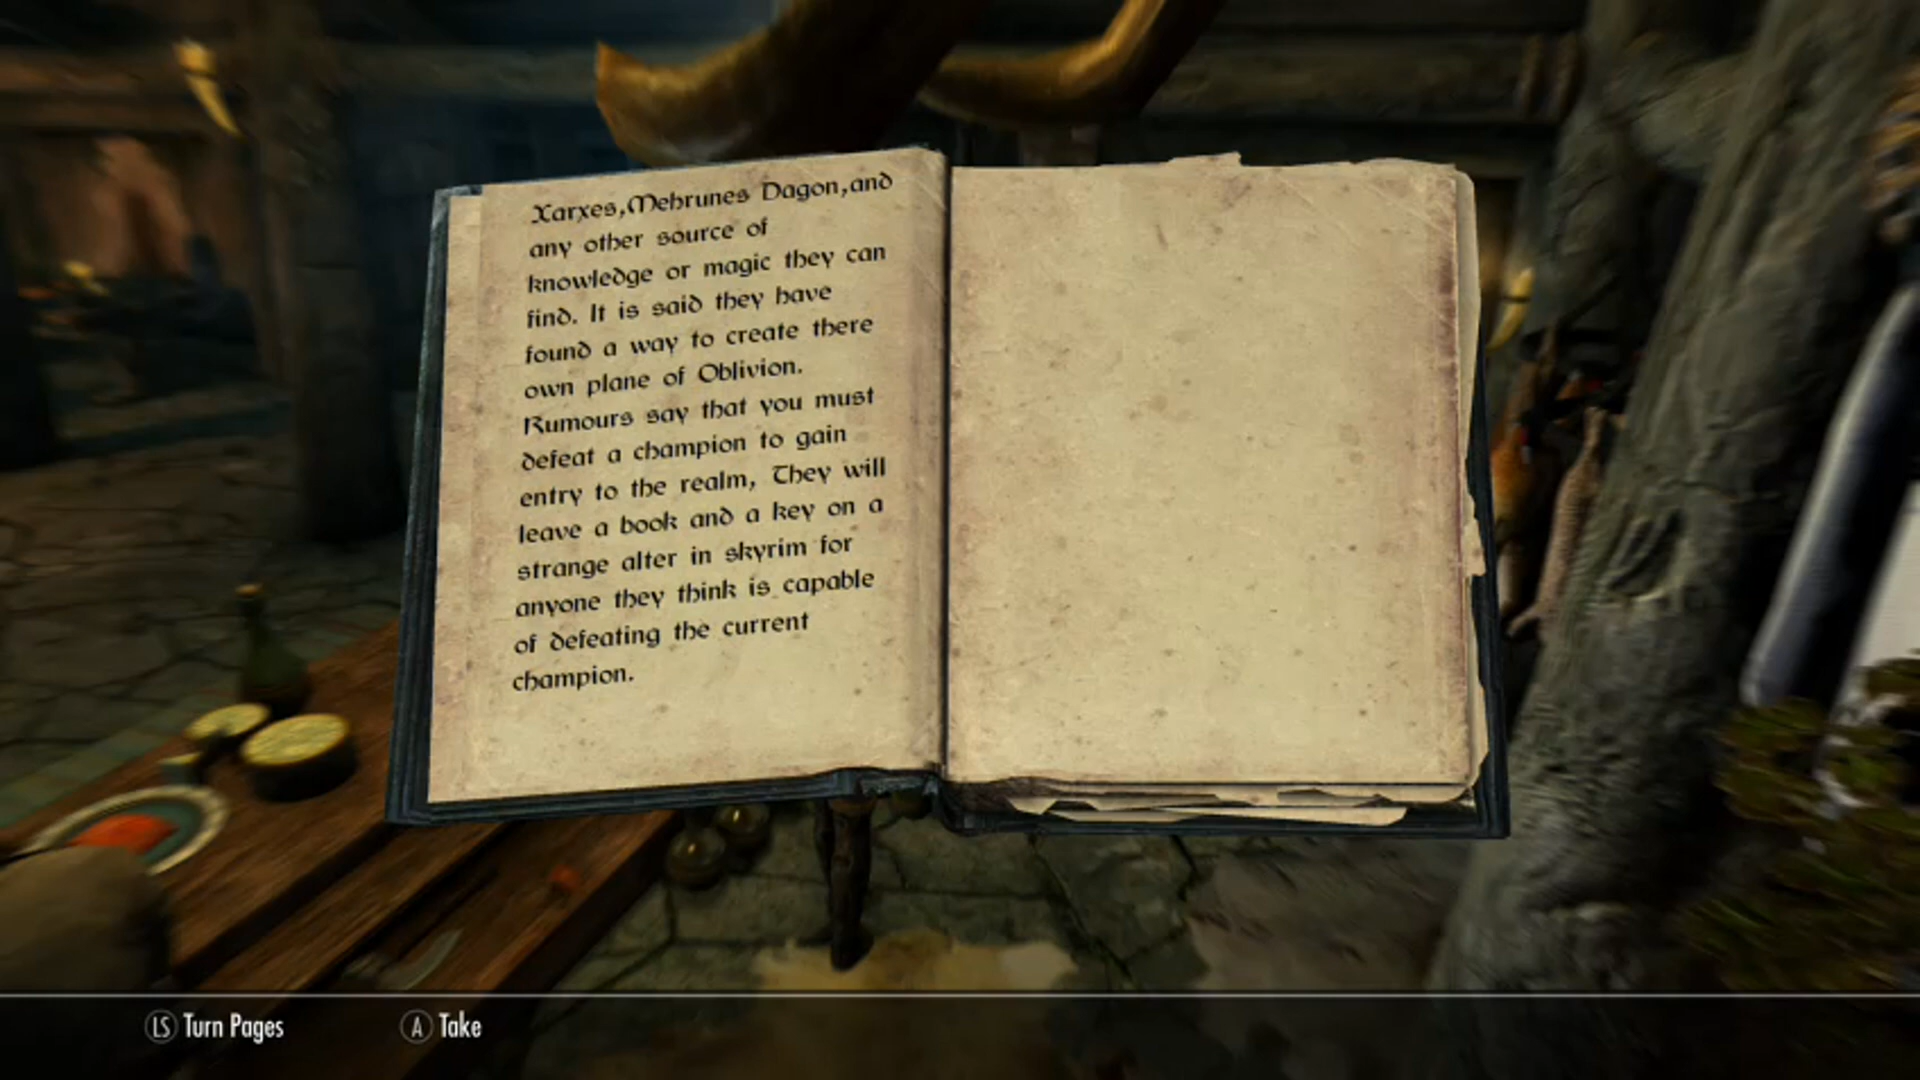 Xarxes,Mehrunes Dagon,and
any other source of
knowledge or magic they can
find. It is said they have
found a way to create there
own plane of Oblivion.
Rumours say that you must
defeat a champion to gain
entry to the realm, They will
leave a book and a key on a
strange alter in skyrim for
anyone they think is capable
of defeating the current
champion.
LS Turn Pages
A Take